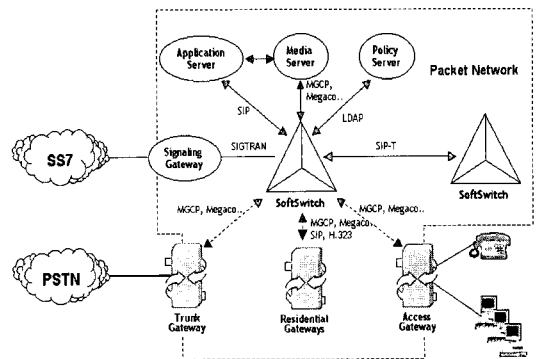 Application
Server
Media
Server
Policy
Server
Packet Network
MGCP,
Megaco..
SIP
LDAP
SS7
Signaling
Gateway
SIGTRAN
SIP-T
SoftSwitch
SoftSwitch
MGCP, Megaco..
MGCP, Megaco..
SIP, H.323
MGCP, Megaco..
PSTN
Trunk
Gateway
Residential
Gateways
Access
Gateway